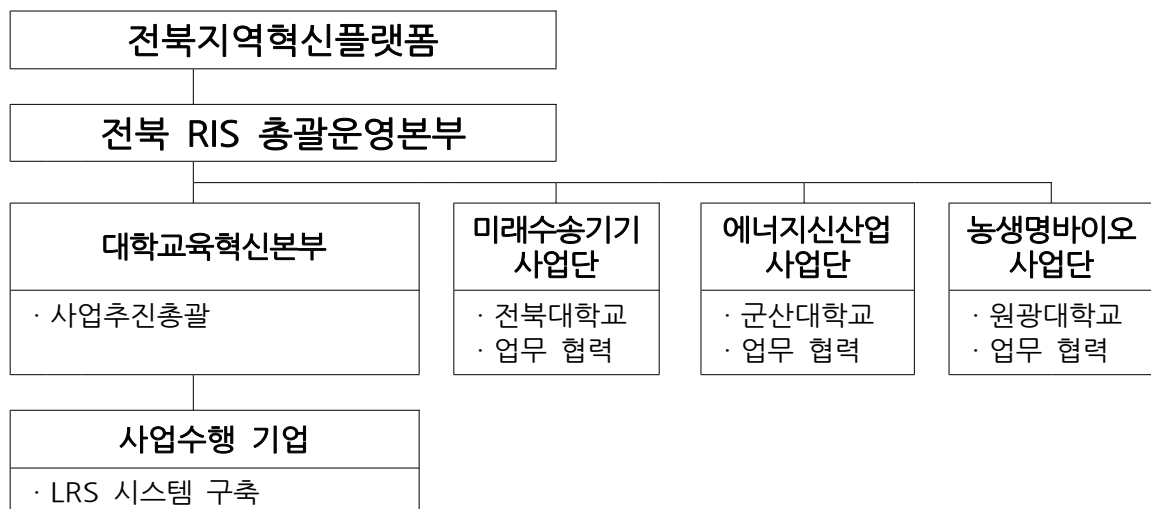 전북지역혁신플랫폼
전북 RIS 총괄운영본부
대학교육혁신본부
· 사업추진총괄
미래수송기기
사업단
· 전북대학교
· 업무 협력
에너지신산업
사업단
· 군산대학교
· 업무 협력
농생명바이오
사업단
· 원광대학교
· 업무 협력
사업수행 기업
· LRS 시스템 구축